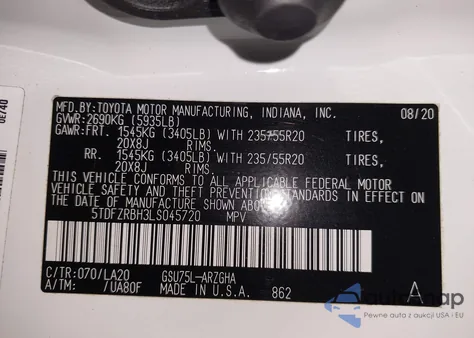 MFD.BY:TOYOTA MOTOR MANUFACTURING, INDIANA, INC. 08/20
GVWR:2690KG (5935LB)
GAWR:FRT. 1545KG (3405LB) WITH 235/55R20 TIRES,
20X8J RIMS.
RR. 1545KG (3405LB) WITH 235/55R20 TIRES,
20X8J RIMS.
THIS VEHICLE CONFORMS TO ALL APPLICABLE FEDERAL MOTOR
VEHICLE SAFETY AND THEFT PREVENTION STANDARDS IN EFFECT ON
THE DATE OF MANUFACTURE SHOWN ABOVE.
5TDFZRBH3LS045720 MPV
C/TR:070/LA20 GSU75L-ARZGHA
A/TM: /UA80F MADE IN U.S.A. 862 A
Pewne auta z USA i EU